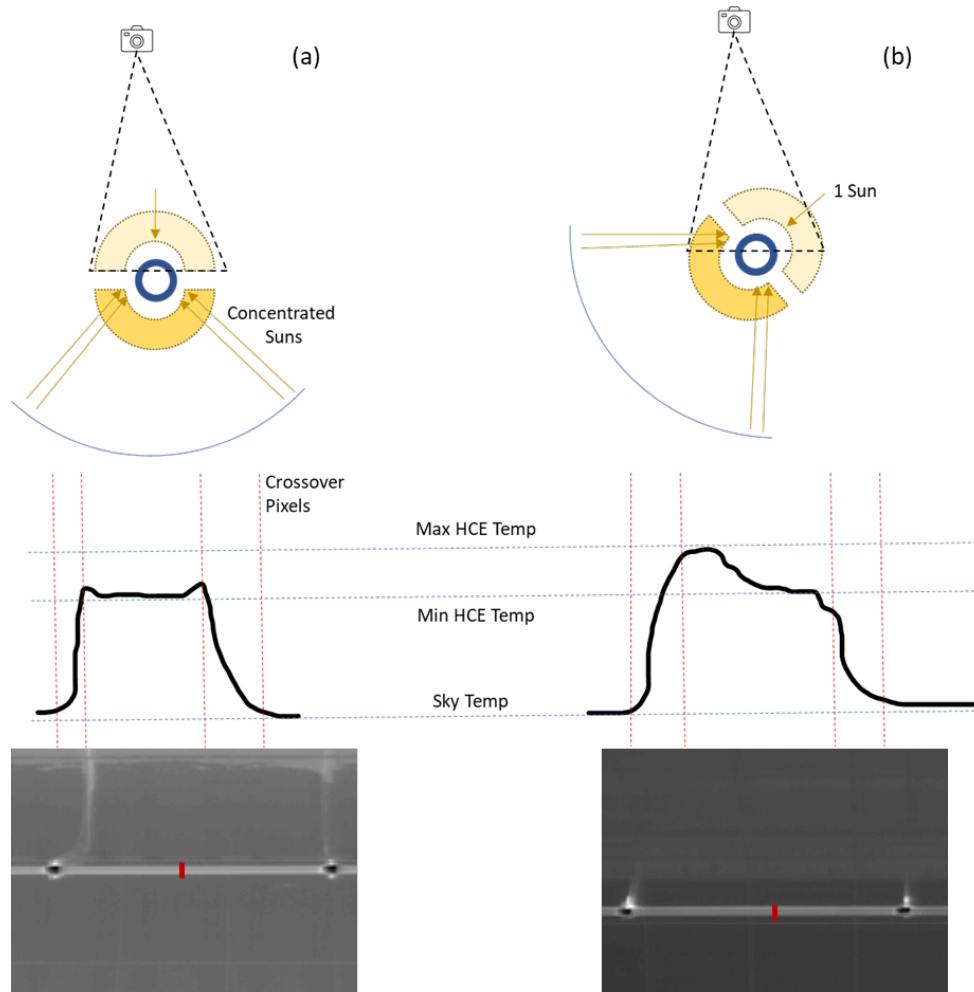 (a)
(b)
1 Sun
Concentrated
Suns
Crossover
Pixels
Max HCE Temp
Min HCE Temp
Sky Temp